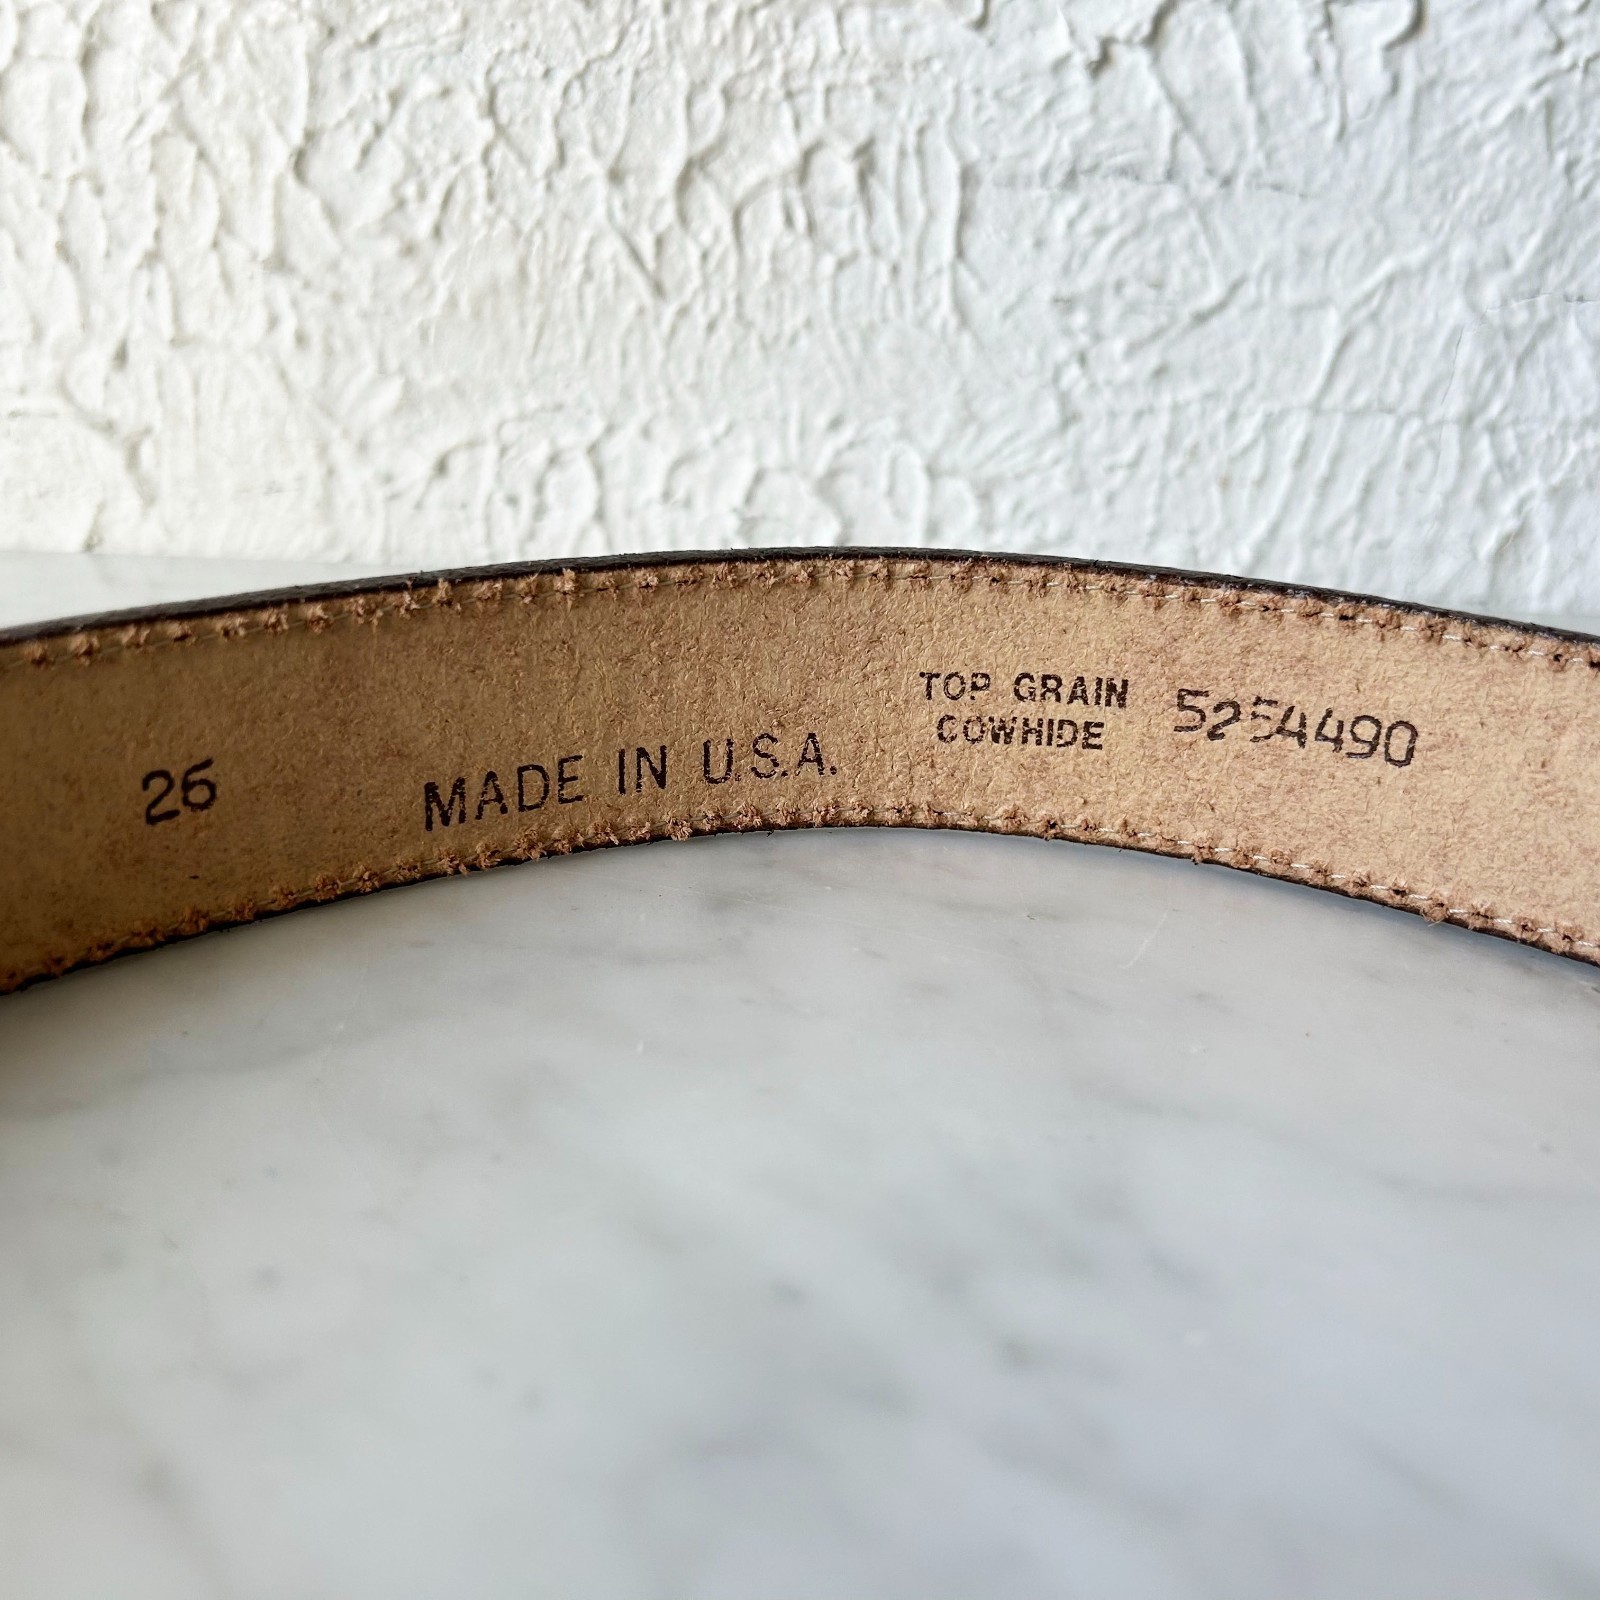 26
MADE IN U.S.A.
TOP GRAIN
COWHIDE
5254490